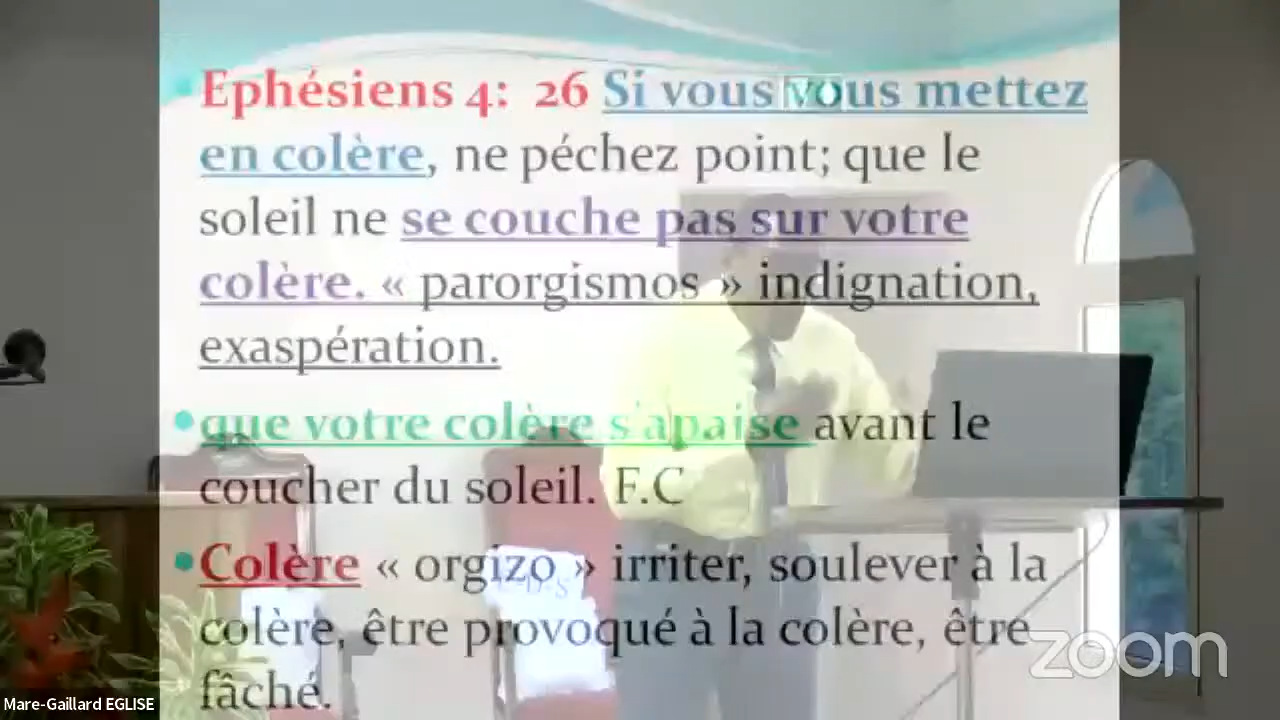 Ephésiens 4: 26 Si vous vous mettez
en colère, ne péchez point; que le
soleil ne se couche pas sur votre
colère. « parorgismos » indignation,
exaspération.
que votre colère s'apaise avant le
coucher du soleil. F.C
Colère « orgizo » irriter, soulever à la
colère, être provoqué à la colère, être
fâché.
zoom
Mare-Gaillard EGLISE